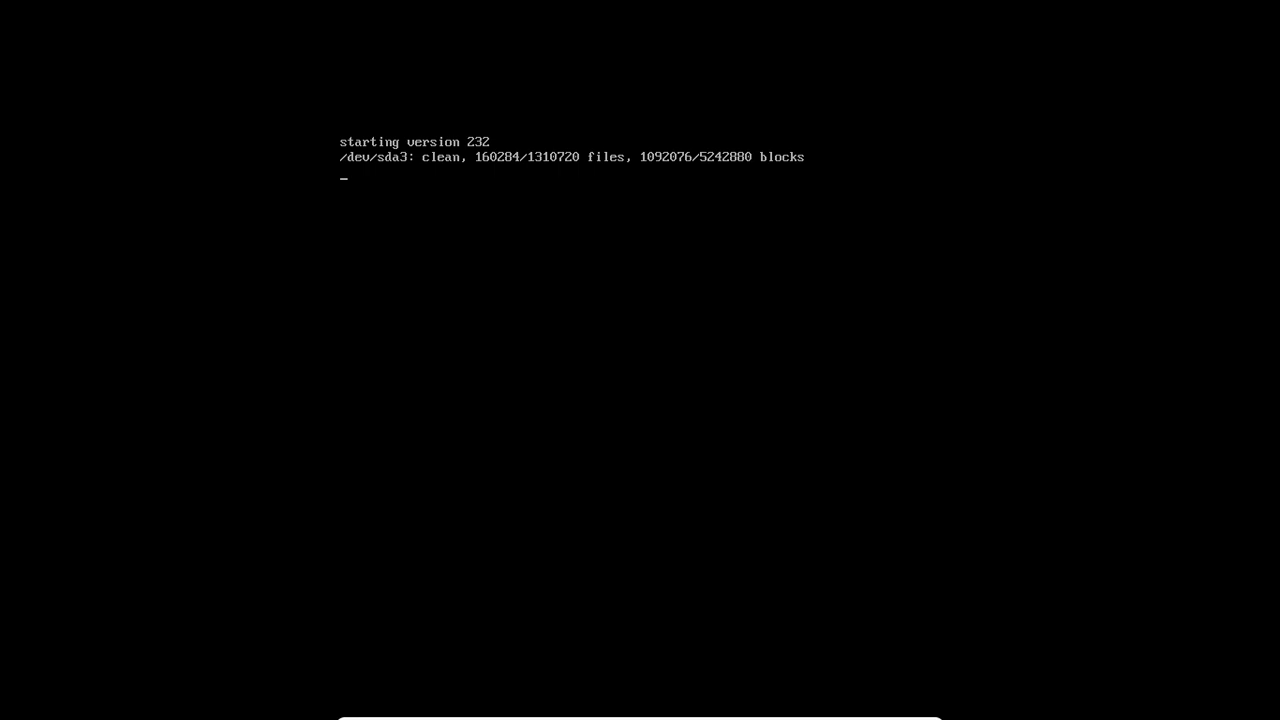 starting version 232
/dev/sda3: clean, 160284/1310720 files, 1092076/5242880 blocks
_